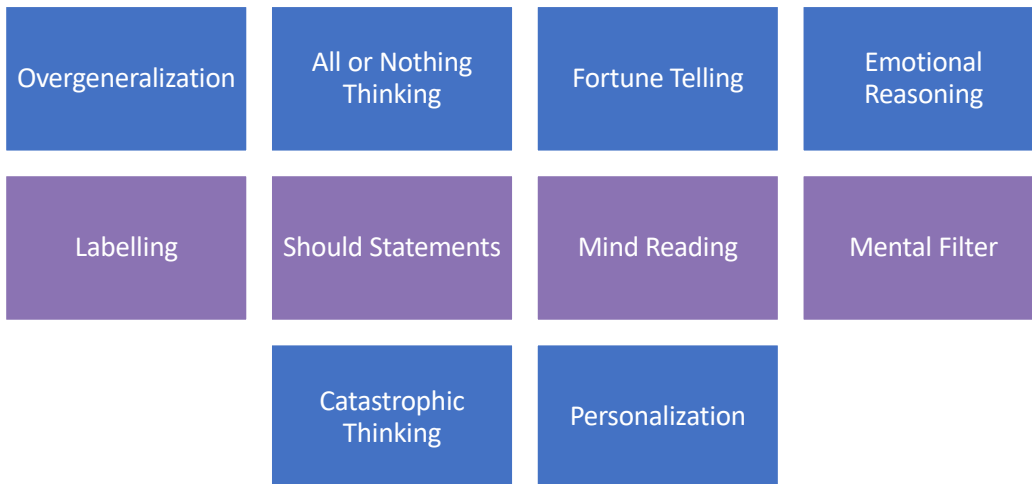 Overgeneralization
All or Nothing
Thinking
Fortune Telling
Emotional
Reasoning
Labelling
Should Statements
Mind Reading
Mental Filter
Catastrophic
Thinking
Personalization